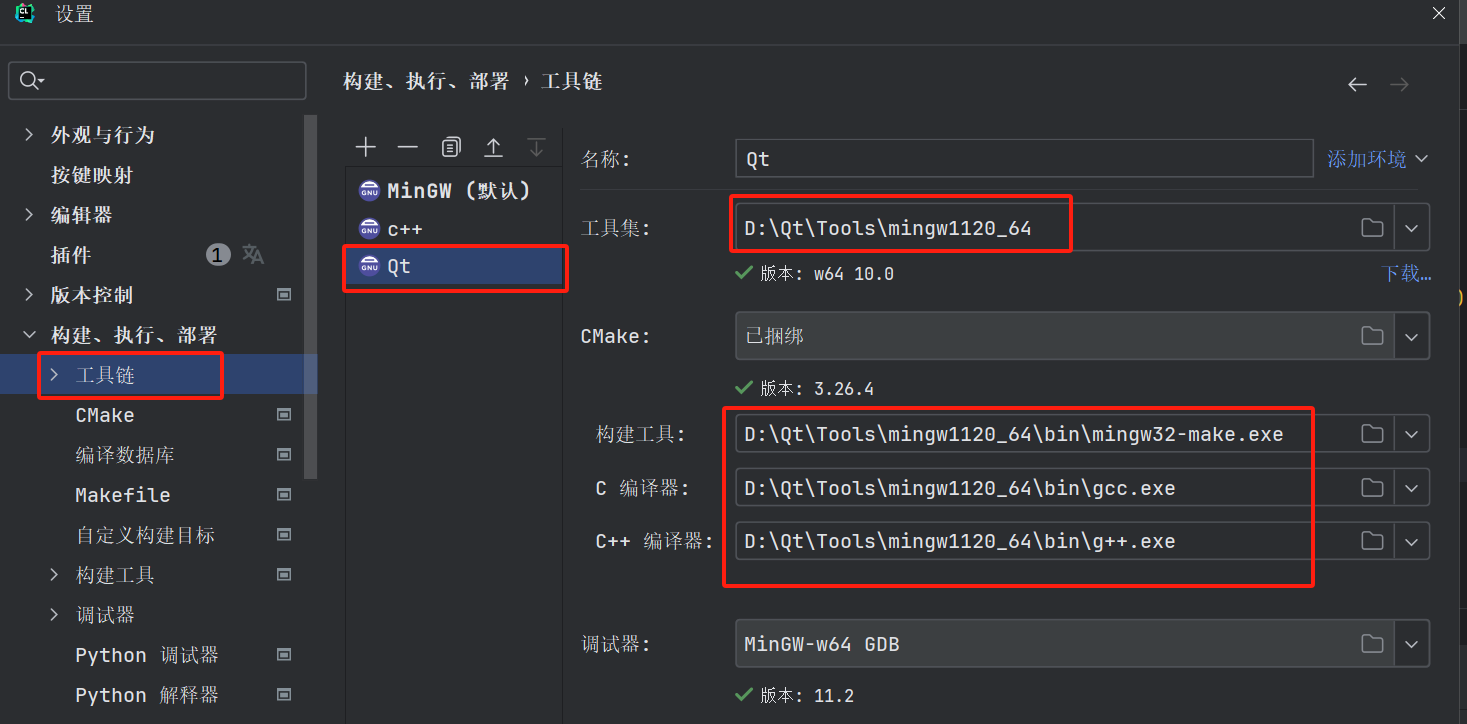 CL 设置
构建、执行、部署 › 工具链
外观与行为
按键映射
编辑器
插件 1
版本控制
构建、执行、部署
工具链
CMake
编译数据库
Makefile
自定义构建目标
构建工具
调试器
Python 调试器
Python 解释器
GNU MinGW (默认)
GNU c++
GNU Qt
名称: Qt 添加环境
工具集: D:\Qt\Tools\mingw1120_64
版本: w64 10.0 下载…
CMake: 已捆绑
版本: 3.26.4
构建工具: D:\Qt\Tools\mingw1120_64\bin\mingw32-make.exe
C 编译器: D:\Qt\Tools\mingw1120_64\bin\gcc.exe
C++ 编译器: D:\Qt\Tools\mingw1120_64\bin\g++.exe
调试器: MinGW-w64 GDB
版本: 11.2